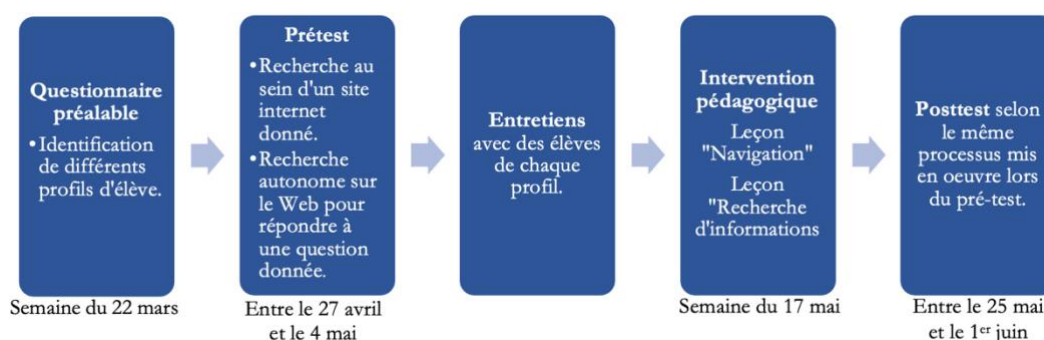 Questionnaire
préalable
•Identification
de différents
profils d'élève.
Semaine du 22 mars
Prétest
•Recherche au
sein d'un site
internet
donné.
•Recherche
autonome sur
le Web pour
répondre à
une question
donnée.
Entre le 27 avril
et le 4 mai
Entretiens
avec des élèves
de chaque
profil.
Intervention
pédagogique
Leçon
"Navigation"
Leçon
"Recherche
d'informations
Semaine du 17 mai
Posttest selon
le même
processus mis
en oeuvre lors
du pré-test.
Entre le 25 mai
et le 1er juin